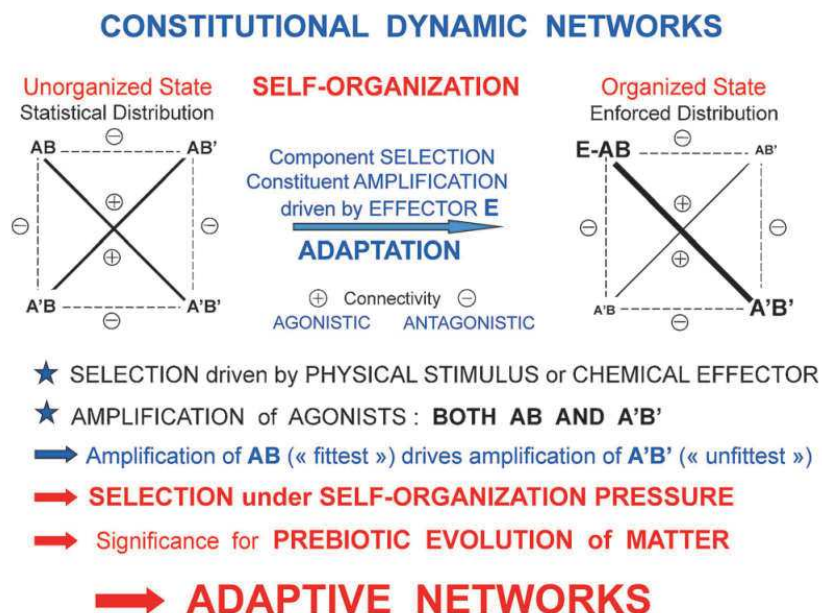 CONSTITUTIONAL DYNAMIC NETWORKS
Unorganized State
Statistical Distribution
⊖
AB
AB'
⊕
⊖
⊖
⊕
A'B
A'B'
⊖
SELF-ORGANIZATION
Component SELECTION
Constituent AMPLIFICATION
driven by EFFECTOR E
ADAPTATION
⊕ Connectivity ⊖
AGONISTIC ANTAGONISTIC
Organized State
Enforced Distribution
⊖
E-AB
AB'
⊕
⊖
⊖
⊕
A'B
A'B'
⊖
SELECTION driven by PHYSICAL STIMULUS or CHEMICAL EFFECTOR
AMPLIFICATION of AGONISTS : BOTH AB AND A'B'
Amplification of AB (« fittest ») drives amplification of A'B' (« unfittest »)
SELECTION under SELF-ORGANIZATION PRESSURE
Significance for PREBIOTIC EVOLUTION of MATTER
ADAPTIVE NETWORKS